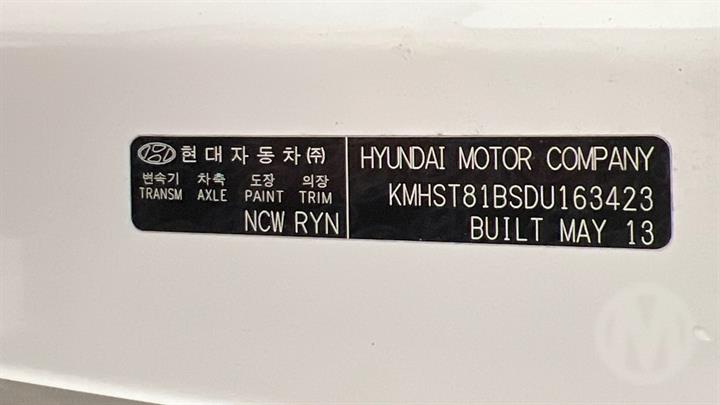 현대자동차㈜
변속기 차축 도장 의장
TRANSM AXLE PAINT TRIM
NCW RYN
HYUNDAI MOTOR COMPANY
KMHST81BSDU163423
BUILT MAY 13